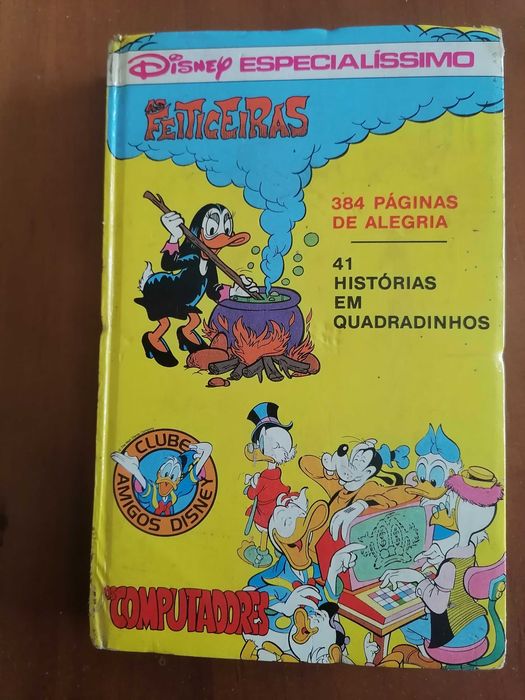 Disney ESPECIALÍSSIMO
AS FEITICEIRAS
384 PÁGINAS
DE ALEGRIA
41
HISTÓRIAS
EM
QUADRADINHOS
CLUBE
AMIGOS DISNEY
OS COMPUTADORES